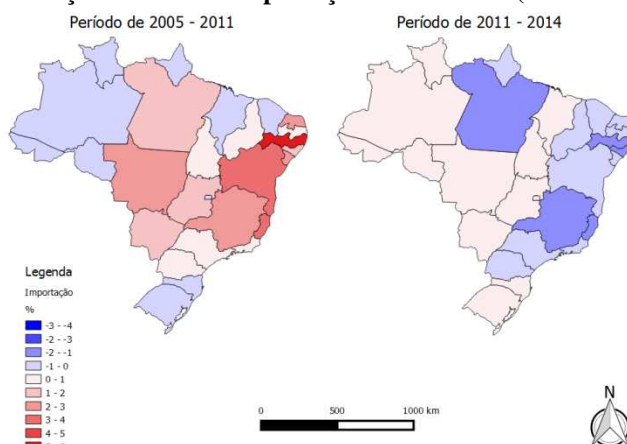 Período de 2005 - 2011
Período de 2011 - 2014
Legenda
Importação
%
-3 - -4
-2 - -3
-2 - -1
-1 - 0
0 - 1
1 - 2
2 - 3
3 - 4
4 - 5
0 500 1000 km
N